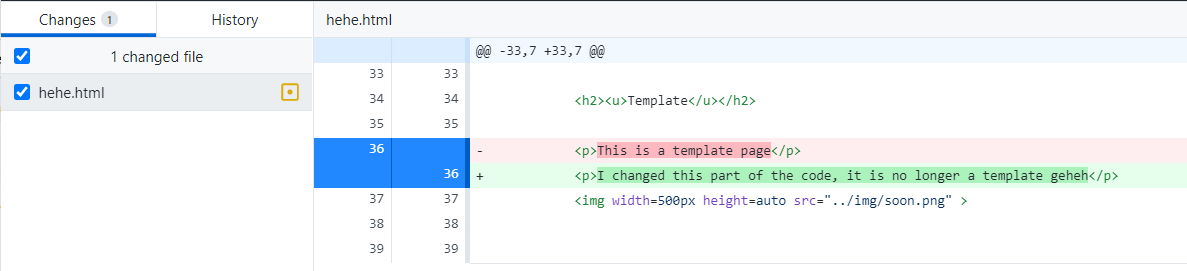 Changes 1 History hehe.html
1 changed file @@ -33,7 +33,7 @@
33 33
hehe.html
34 34 <h2><u>Template</u></h2>
35 35
36 - <p>This is a template page</p>
36 + <p>I changed this part of the code, it is no longer a template geheh</p>
37 37 <img width=500px height=auto src="../img/soon.png" >
38 38
39 39